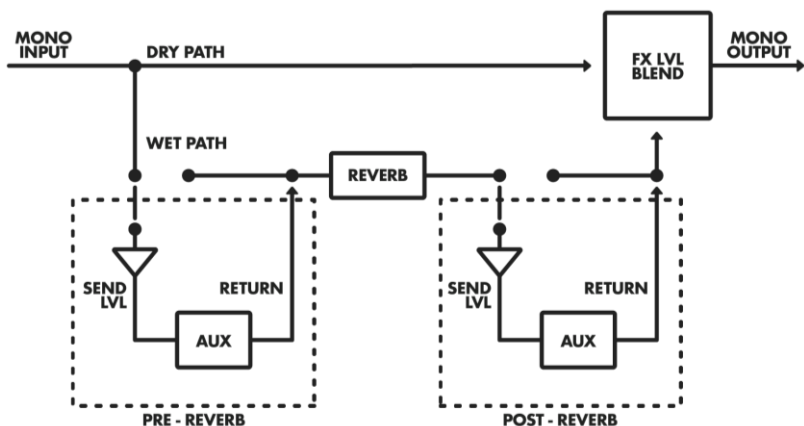 MONO
INPUT
DRY PATH
FX LVL
BLEND
MONO
OUTPUT
WET PATH
REVERB
SEND
LVL
RETURN
AUX
SEND
LVL
RETURN
AUX
PRE - REVERB
POST - REVERB